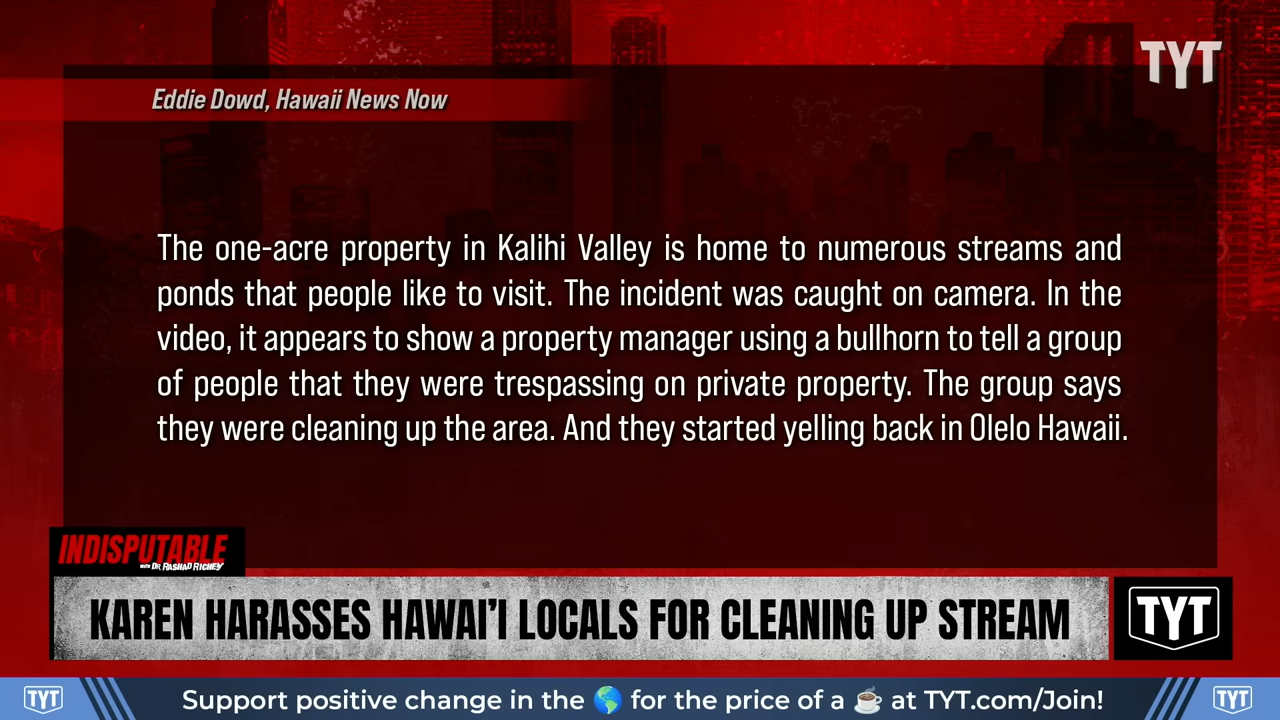 TYT
Eddie Dowd, Hawaii News Now
The one-acre property in Kalihi Valley is home to numerous streams and
ponds that people like to visit. The incident was caught on camera. In the
video, it appears to show a property manager using a bullhorn to tell a group
of people that they were trespassing on private property. The group says
they were cleaning up the area. And they started yelling back in Olelo Hawaii.
INDISPUTABLE
WITH DR. RASHAD RICHEY
KAREN HARASSES HAWAI’I LOCALS FOR CLEANING UP STREAM
TYT
TYT
Support positive change in the 🌎 for the price of a ☕ at TYT.com/Join!
TYT